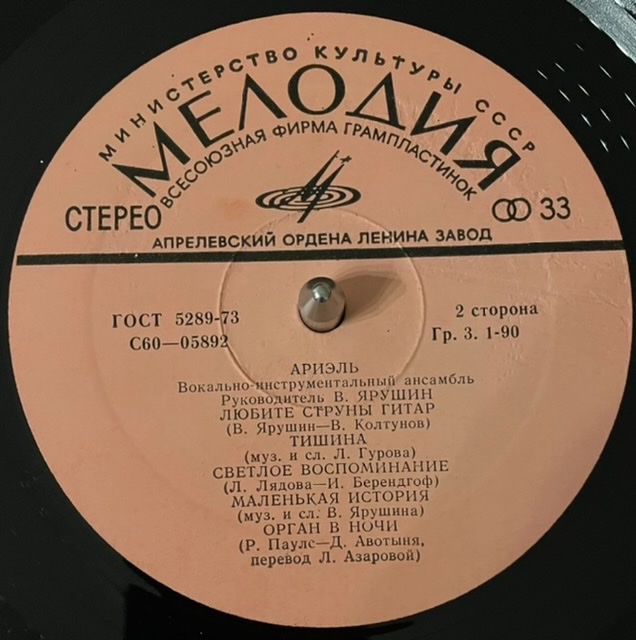 МИНИСТЕРСТВО КУЛЬТУРЫ СССР
МЕЛОДИЯ
ВСЕСОЮЗНАЯ ФИРМА ГРАМПЛАСТИНОК
СТЕРЕО
33
АПРЕЛЕВСКИЙ ОРДЕНА ЛЕНИНА ЗАВОД
ГОСТ 5289-73
С60—05892
2 сторона
Гр. 3. 1-90
АРИЭЛЬ
Вокально-инструментальный ансамбль
Руководитель В. ЯРУШИН
ЛЮБИТЕ СТРУНЫ ГИТАР
(В. Ярушин—В. Колтунов)
ТИШИНА
(муз. и сл. Л. Гурова)
СВЕТЛОЕ ВОСПОМИНАНИЕ
(Л. Лядова—И. Берендгоф)
МАЛЕНЬКАЯ ИСТОРИЯ
(муз. и сл. В. Ярушина)
ОРГАН В НОЧИ
(Р. Паулс—Д. Авотыня,
перевод Л. Азаровой)